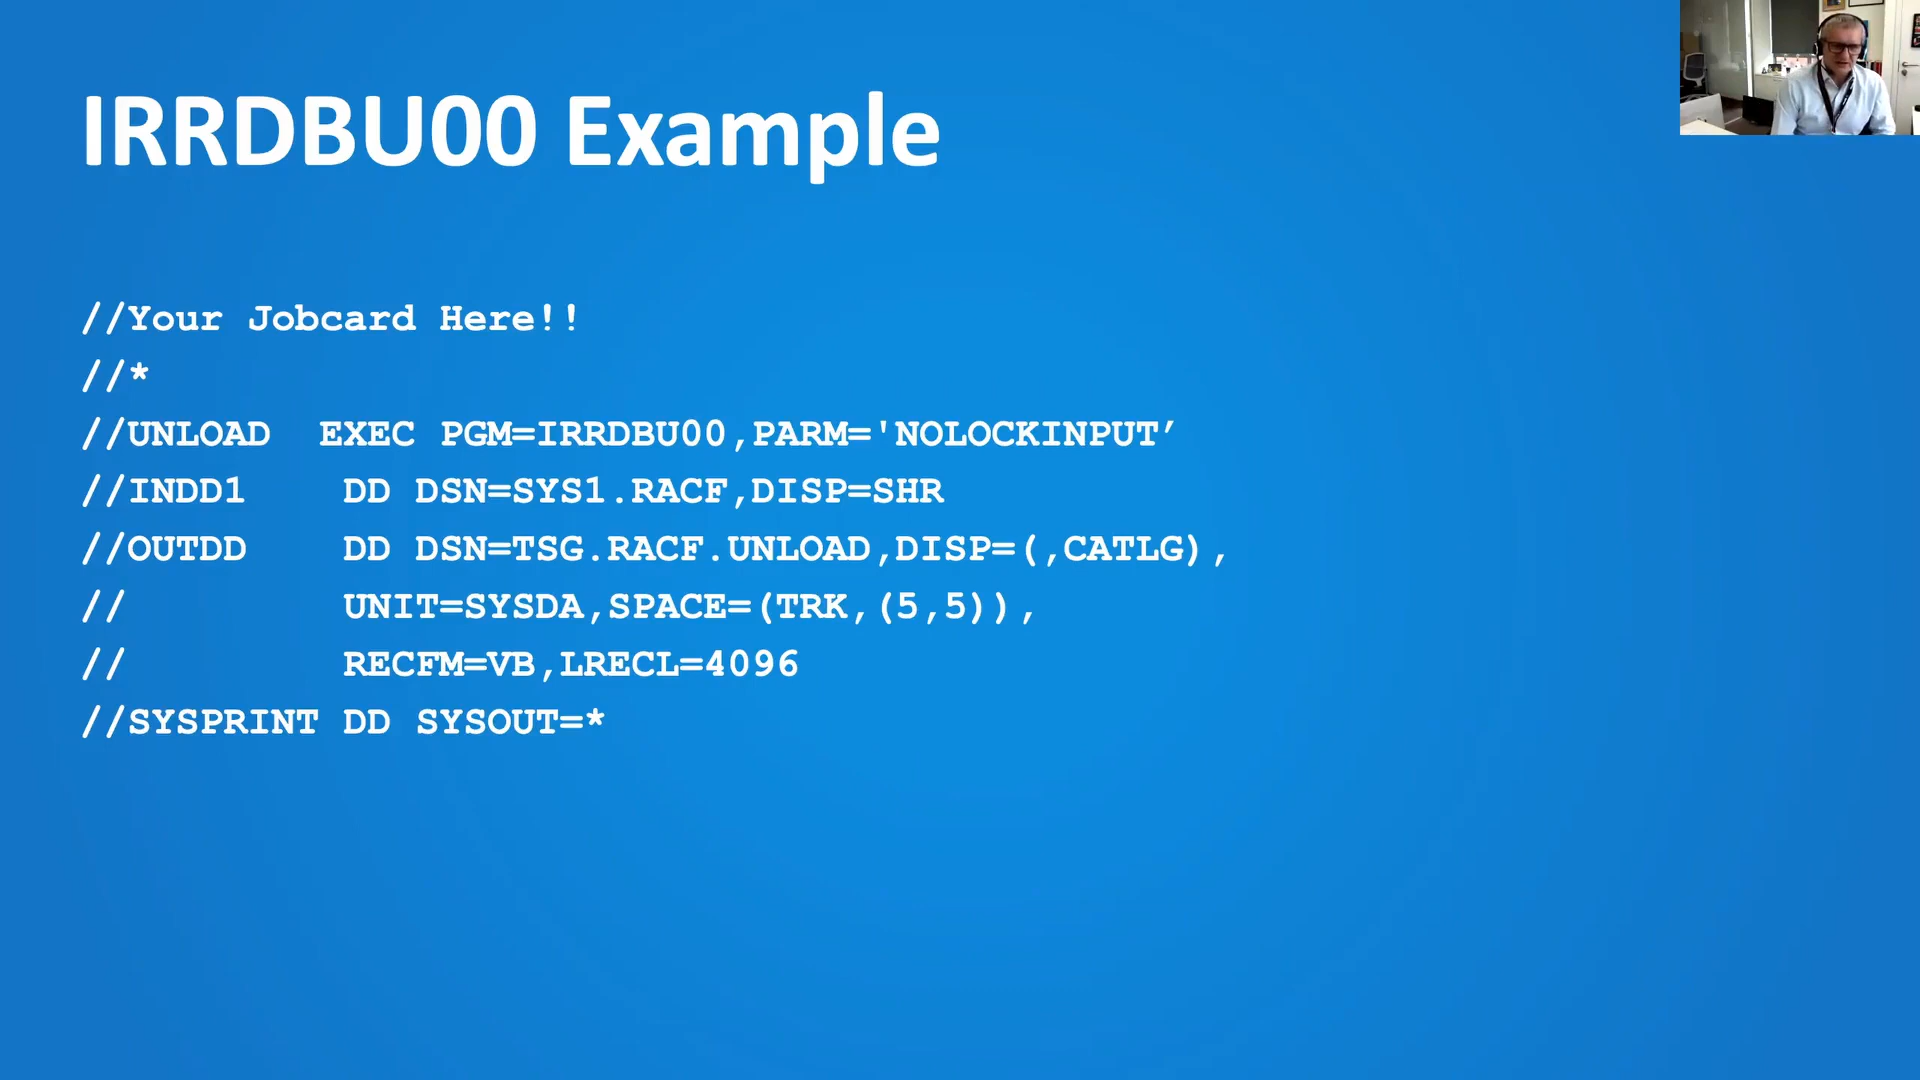 IRRDBU00 Example
//Your Jobcard Here!!
//*
//UNLOAD  EXEC PGM=IRRDBU00,PARM='NOLOCKINPUT’
//INDD1    DD DSN=SYS1.RACF,DISP=SHR
//OUTDD    DD DSN=TSG.RACF.UNLOAD,DISP=(,CATLG),
//         UNIT=SYSDA,SPACE=(TRK,(5,5)),
//         RECFM=VB,LRECL=4096
//SYSPRINT DD SYSOUT=*